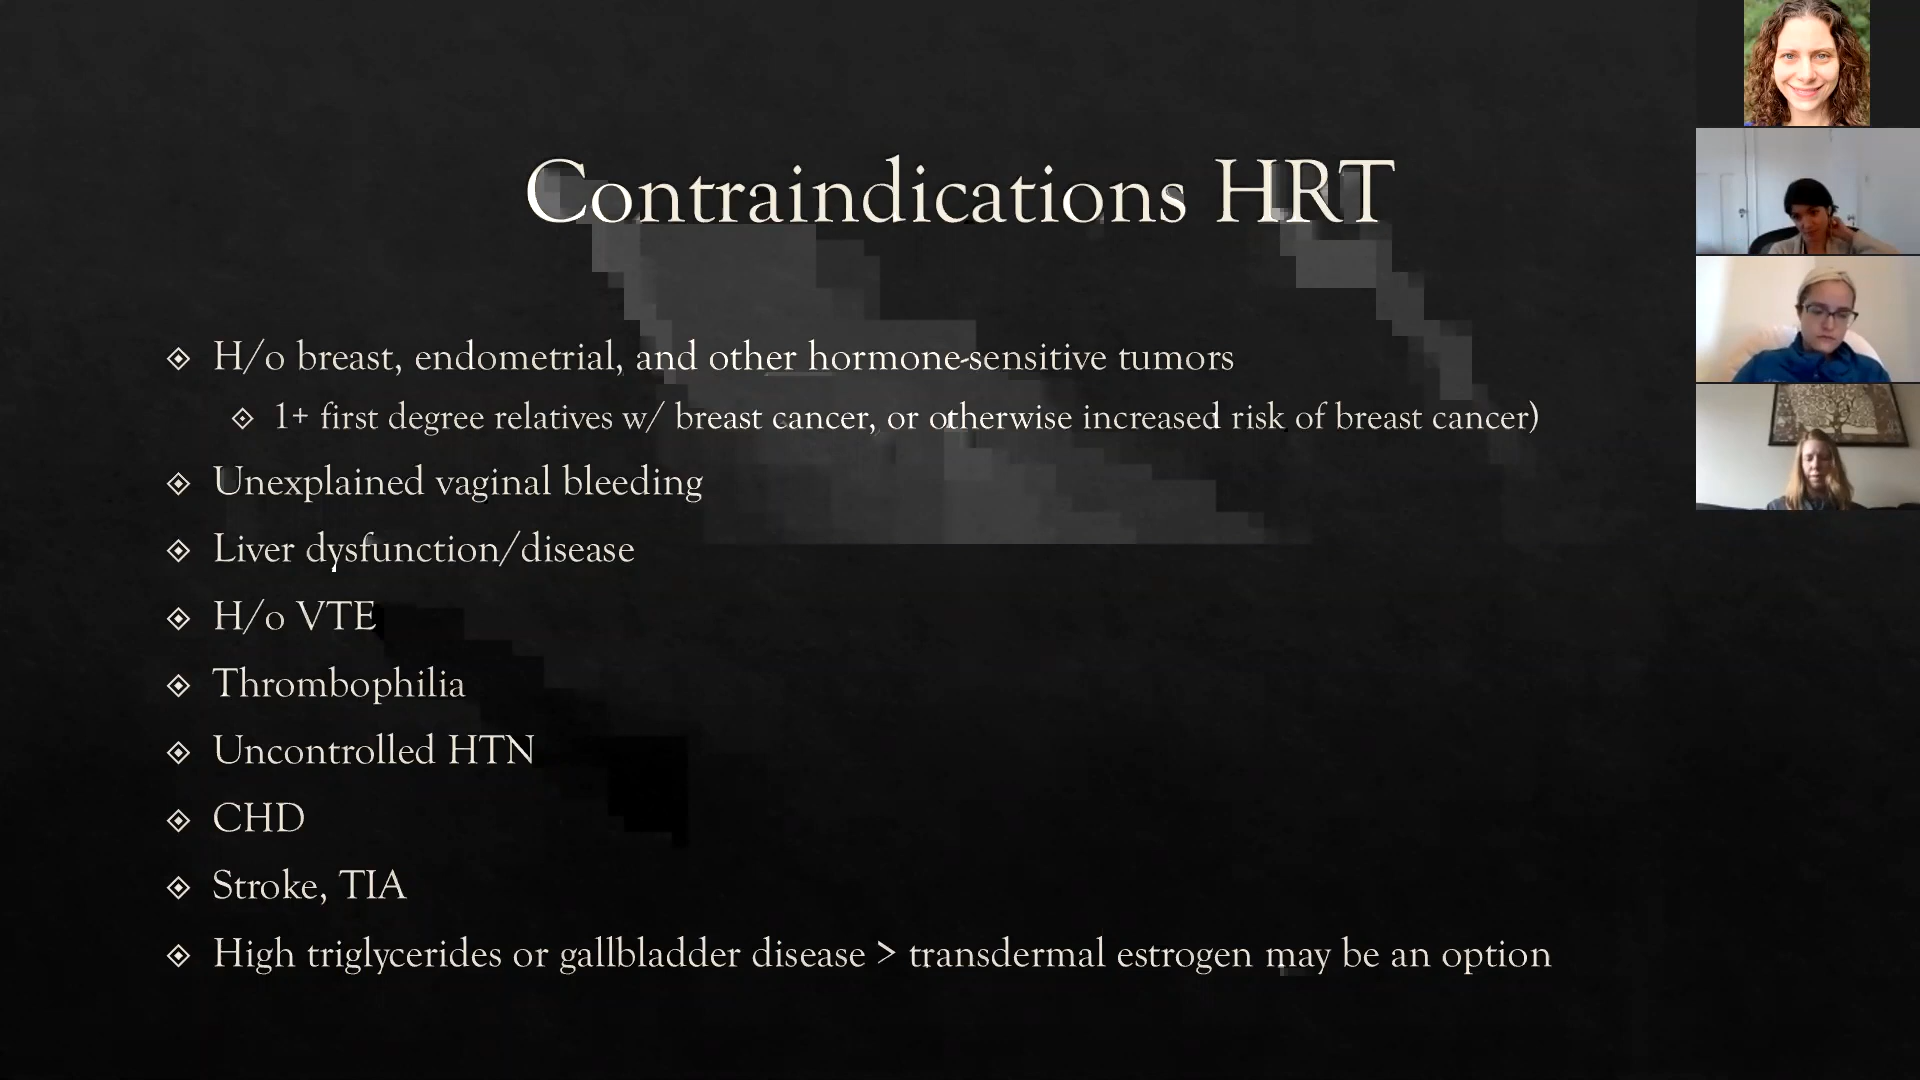 Contraindications HRT
H/o breast, endometrial, and other hormone-sensitive tumors
1+ first degree relatives w/ breast cancer, or otherwise increased risk of breast cancer)
Unexplained vaginal bleeding
Liver dysfunction/disease
H/o VTE
Thrombophilia
Uncontrolled HTN
CHD
Stroke, TIA
High triglycerides or gallbladder disease > transdermal estrogen may be an option